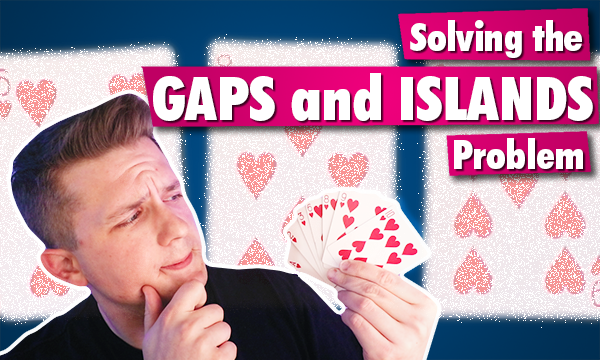 Solving the
GAPS and ISLANDS
Problem